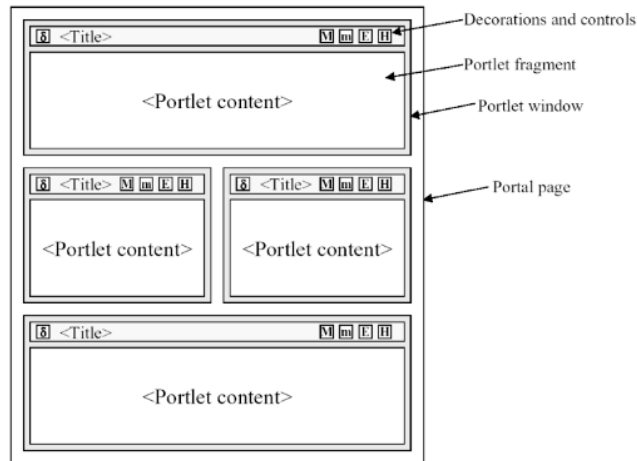 δ <Title> M m E H
<Portlet content>
δ <Title> M m E H
<Portlet content>
δ <Title> M m E H
<Portlet content>
δ <Title> M m E H
<Portlet content>
Decorations and controls
Portlet fragment
Portlet window
Portal page